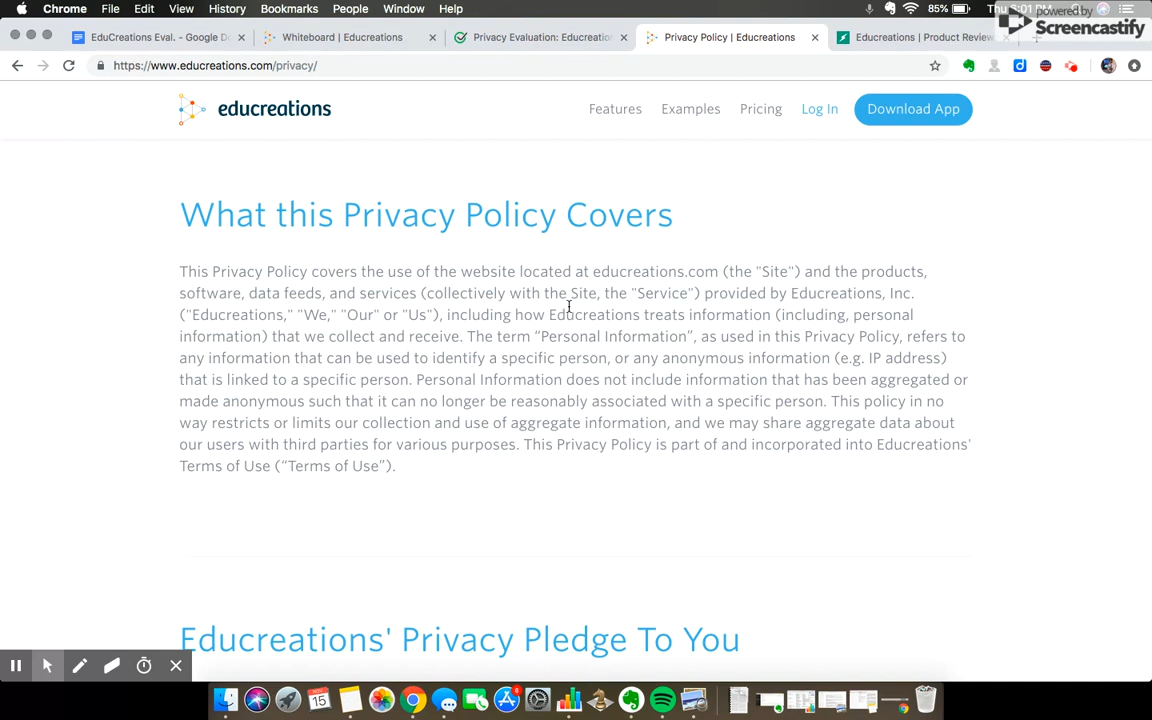 Chrome File Edit View History Bookmarks People Window Help 85% Thu 5:01 PM
powered by
Screencastify
EduCreations Eval. - Google Do
Whiteboard | Educreations
Privacy Evaluation: Educreation
Privacy Policy | Educreations
Educreations | Product Review
https://www.educreations.com/privacy/
educreations
Features Examples Pricing Log In Download App
What this Privacy Policy Covers
This Privacy Policy covers the use of the website located at educreations.com (the "Site") and the products,
software, data feeds, and services (collectively with the Site, the "Service") provided by Educreations, Inc.
("Educreations," "We," "Our" or "Us"), including how Educreations treats information (including, personal
information) that we collect and receive. The term “Personal Information”, as used in this Privacy Policy, refers to
any information that can be used to identify a specific person, or any anonymous information (e.g. IP address)
that is linked to a specific person. Personal Information does not include information that has been aggregated or
made anonymous such that it can no longer be reasonably associated with a specific person. This policy in no
way restricts or limits our collection and use of aggregate information, and we may share aggregate data about
our users with third parties for various purposes. This Privacy Policy is part of and incorporated into Educreations'
Terms of Use (“Terms of Use”).
Educreations' Privacy Pledge To You